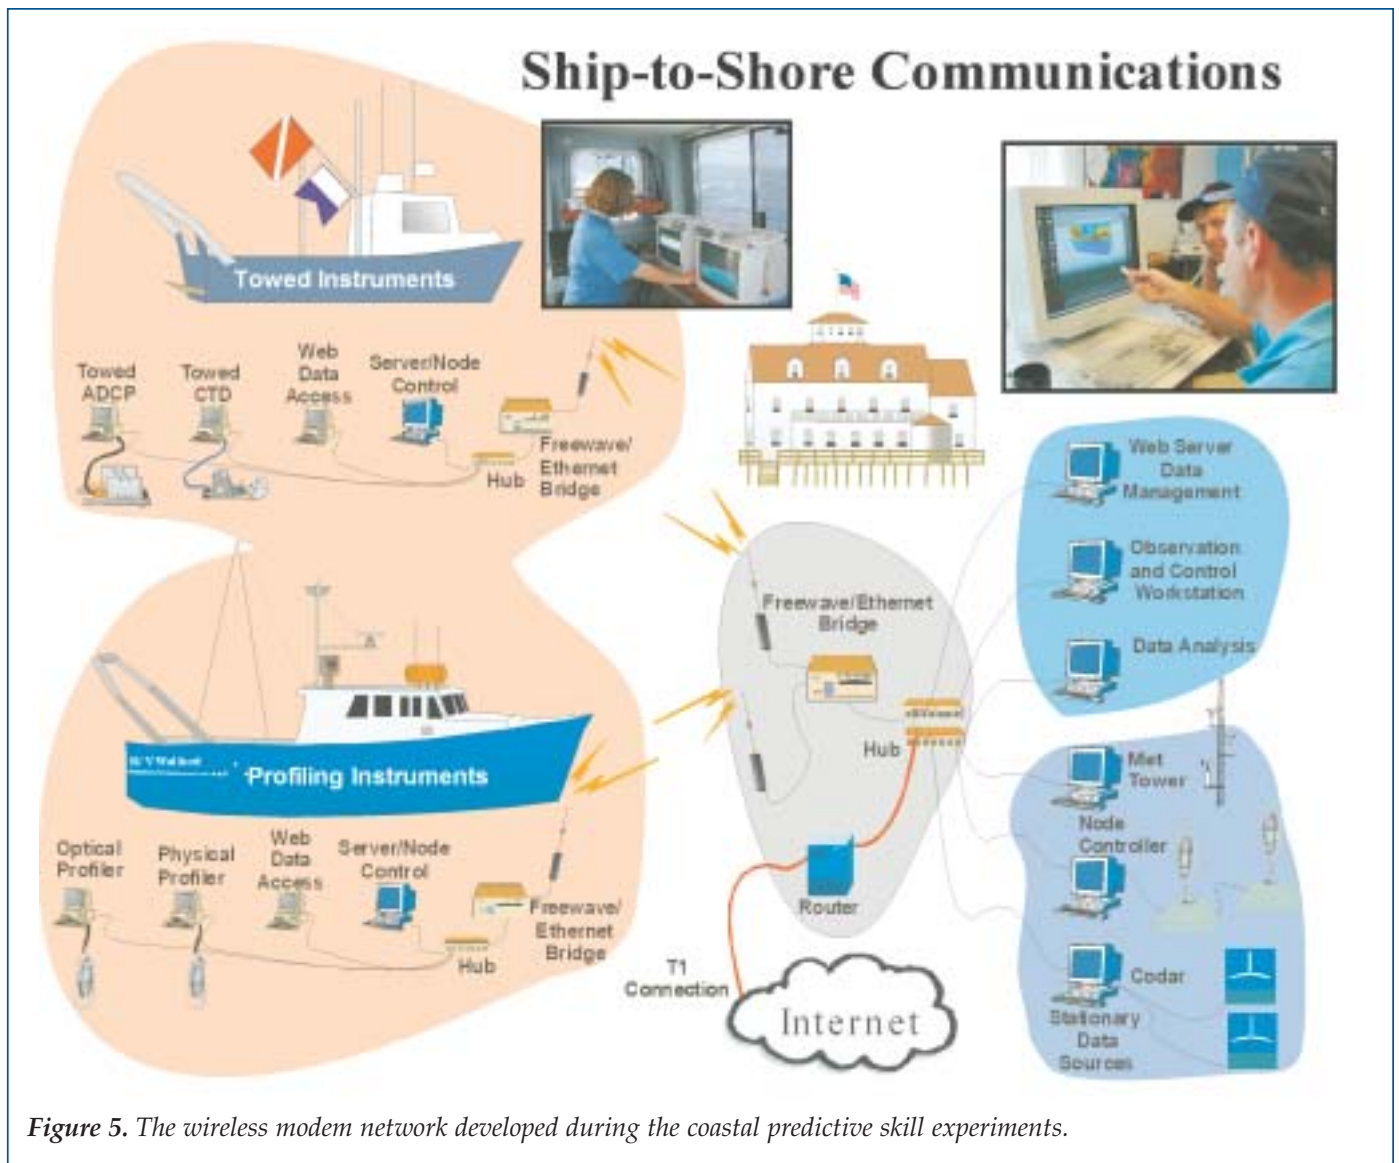 Ship-to-Shore Communications
Towed Instruments
Towed
ADCP
Towed
CTD
Web
Data
Access
Server/Node
Control
Hub
Freewave/
Ethernet
Bridge
Profiling Instruments
Optical
Profiler
Physical
Profiler
Web
Data
Access
Server/Node
Control
Hub
Freewave/
Ethernet
Bridge
Freewave/Ethernet
Bridge
Hub
Router
T1
Connection
Internet
Web Server
Data
Management
Observation
and Control
Workstation
Data Analysis
Met
Tower
Node
Controller
Codar
Stationary
Data
Sources
Figure 5. The wireless modem network developed during the coastal predictive skill experiments.